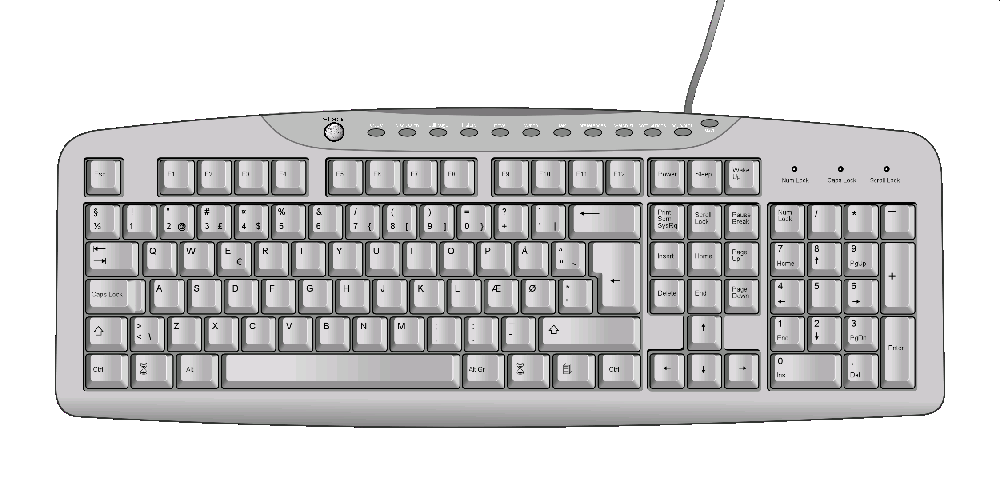 wikipedia
article discussion edit page history move watch talk preferences watchlist contributions log(in/out) user
Esc F1 F2 F3 F4 F5 F6 F7 F8 F9 F10 F11 F12 Power Sleep Wake Up
Num Lock Caps Lock Scroll Lock
§ ! " # ¤ % & / ( ) = ? `
½ 1 2 @ 3 £ 4 $ 5 6 7 { 8 [ 9 ] 0 } + ' |
Print Scrn SysRq Scroll Lock Pause Break Num Lock / * −
Q W E € R T Y U I O P Å ^ " ~
Insert Home Page Up 7 Home 8 9 PgUp +
Caps Lock A S D F G H J K L Æ Ø * '
Delete End Page Down 4 5 6
> < \ Z X C V B N M ; , : . _ -
1 End 2 3 PgDn Enter
Ctrl Alt Alt Gr Ctrl
0 Ins , Del